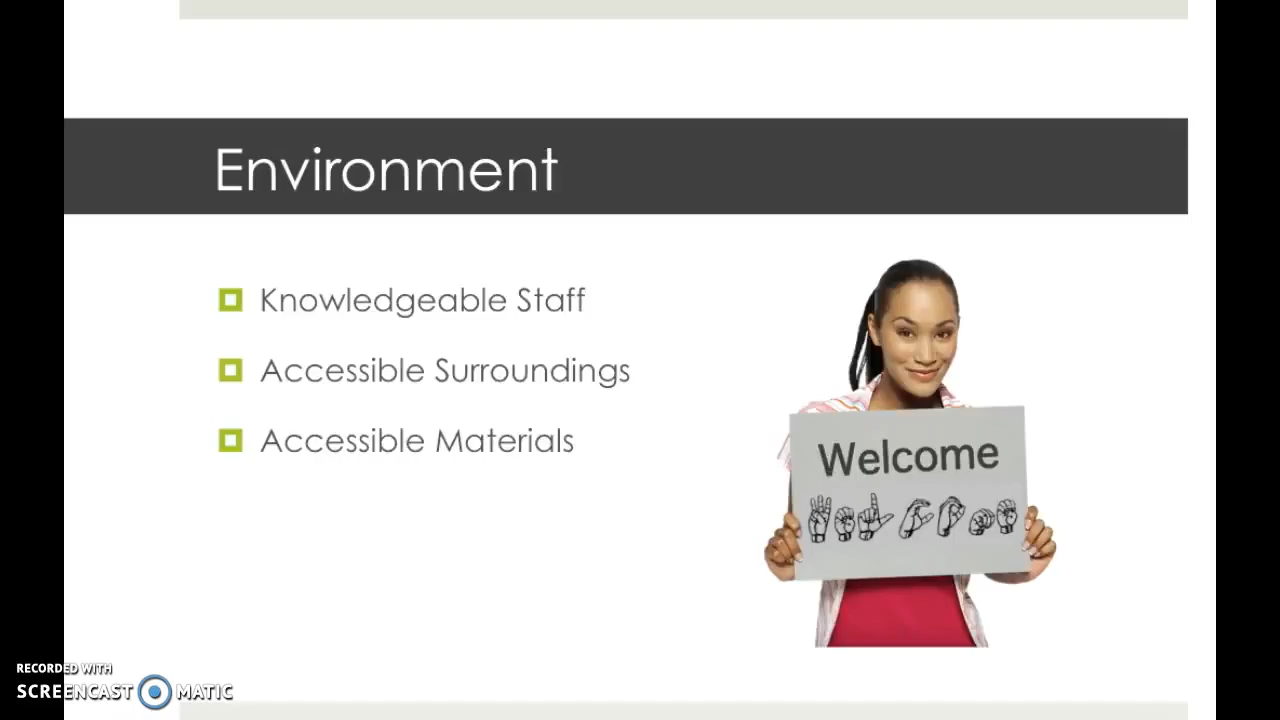 Environment
Knowledgeable Staff
Accessible Surroundings
Accessible Materials
Welcome
RECORDED WITH
SCREENCAST MATIC